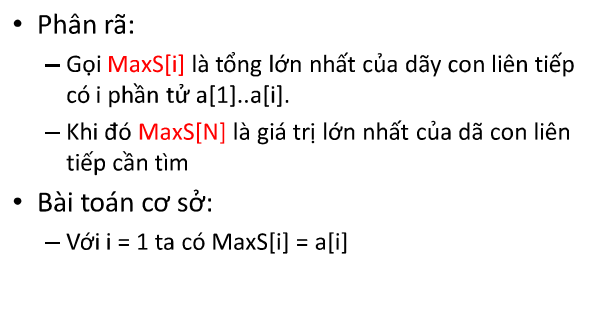 • Phân rã:
– Gọi MaxS[i] là tổng lớn nhất của dãy con liên tiếp
có i phần tử a[1]..a[i].
– Khi đó MaxS[N] là giá trị lớn nhất của dã con liên
tiếp cần tìm
• Bài toán cơ sở:
– Với i = 1 ta có MaxS[i] = a[i]